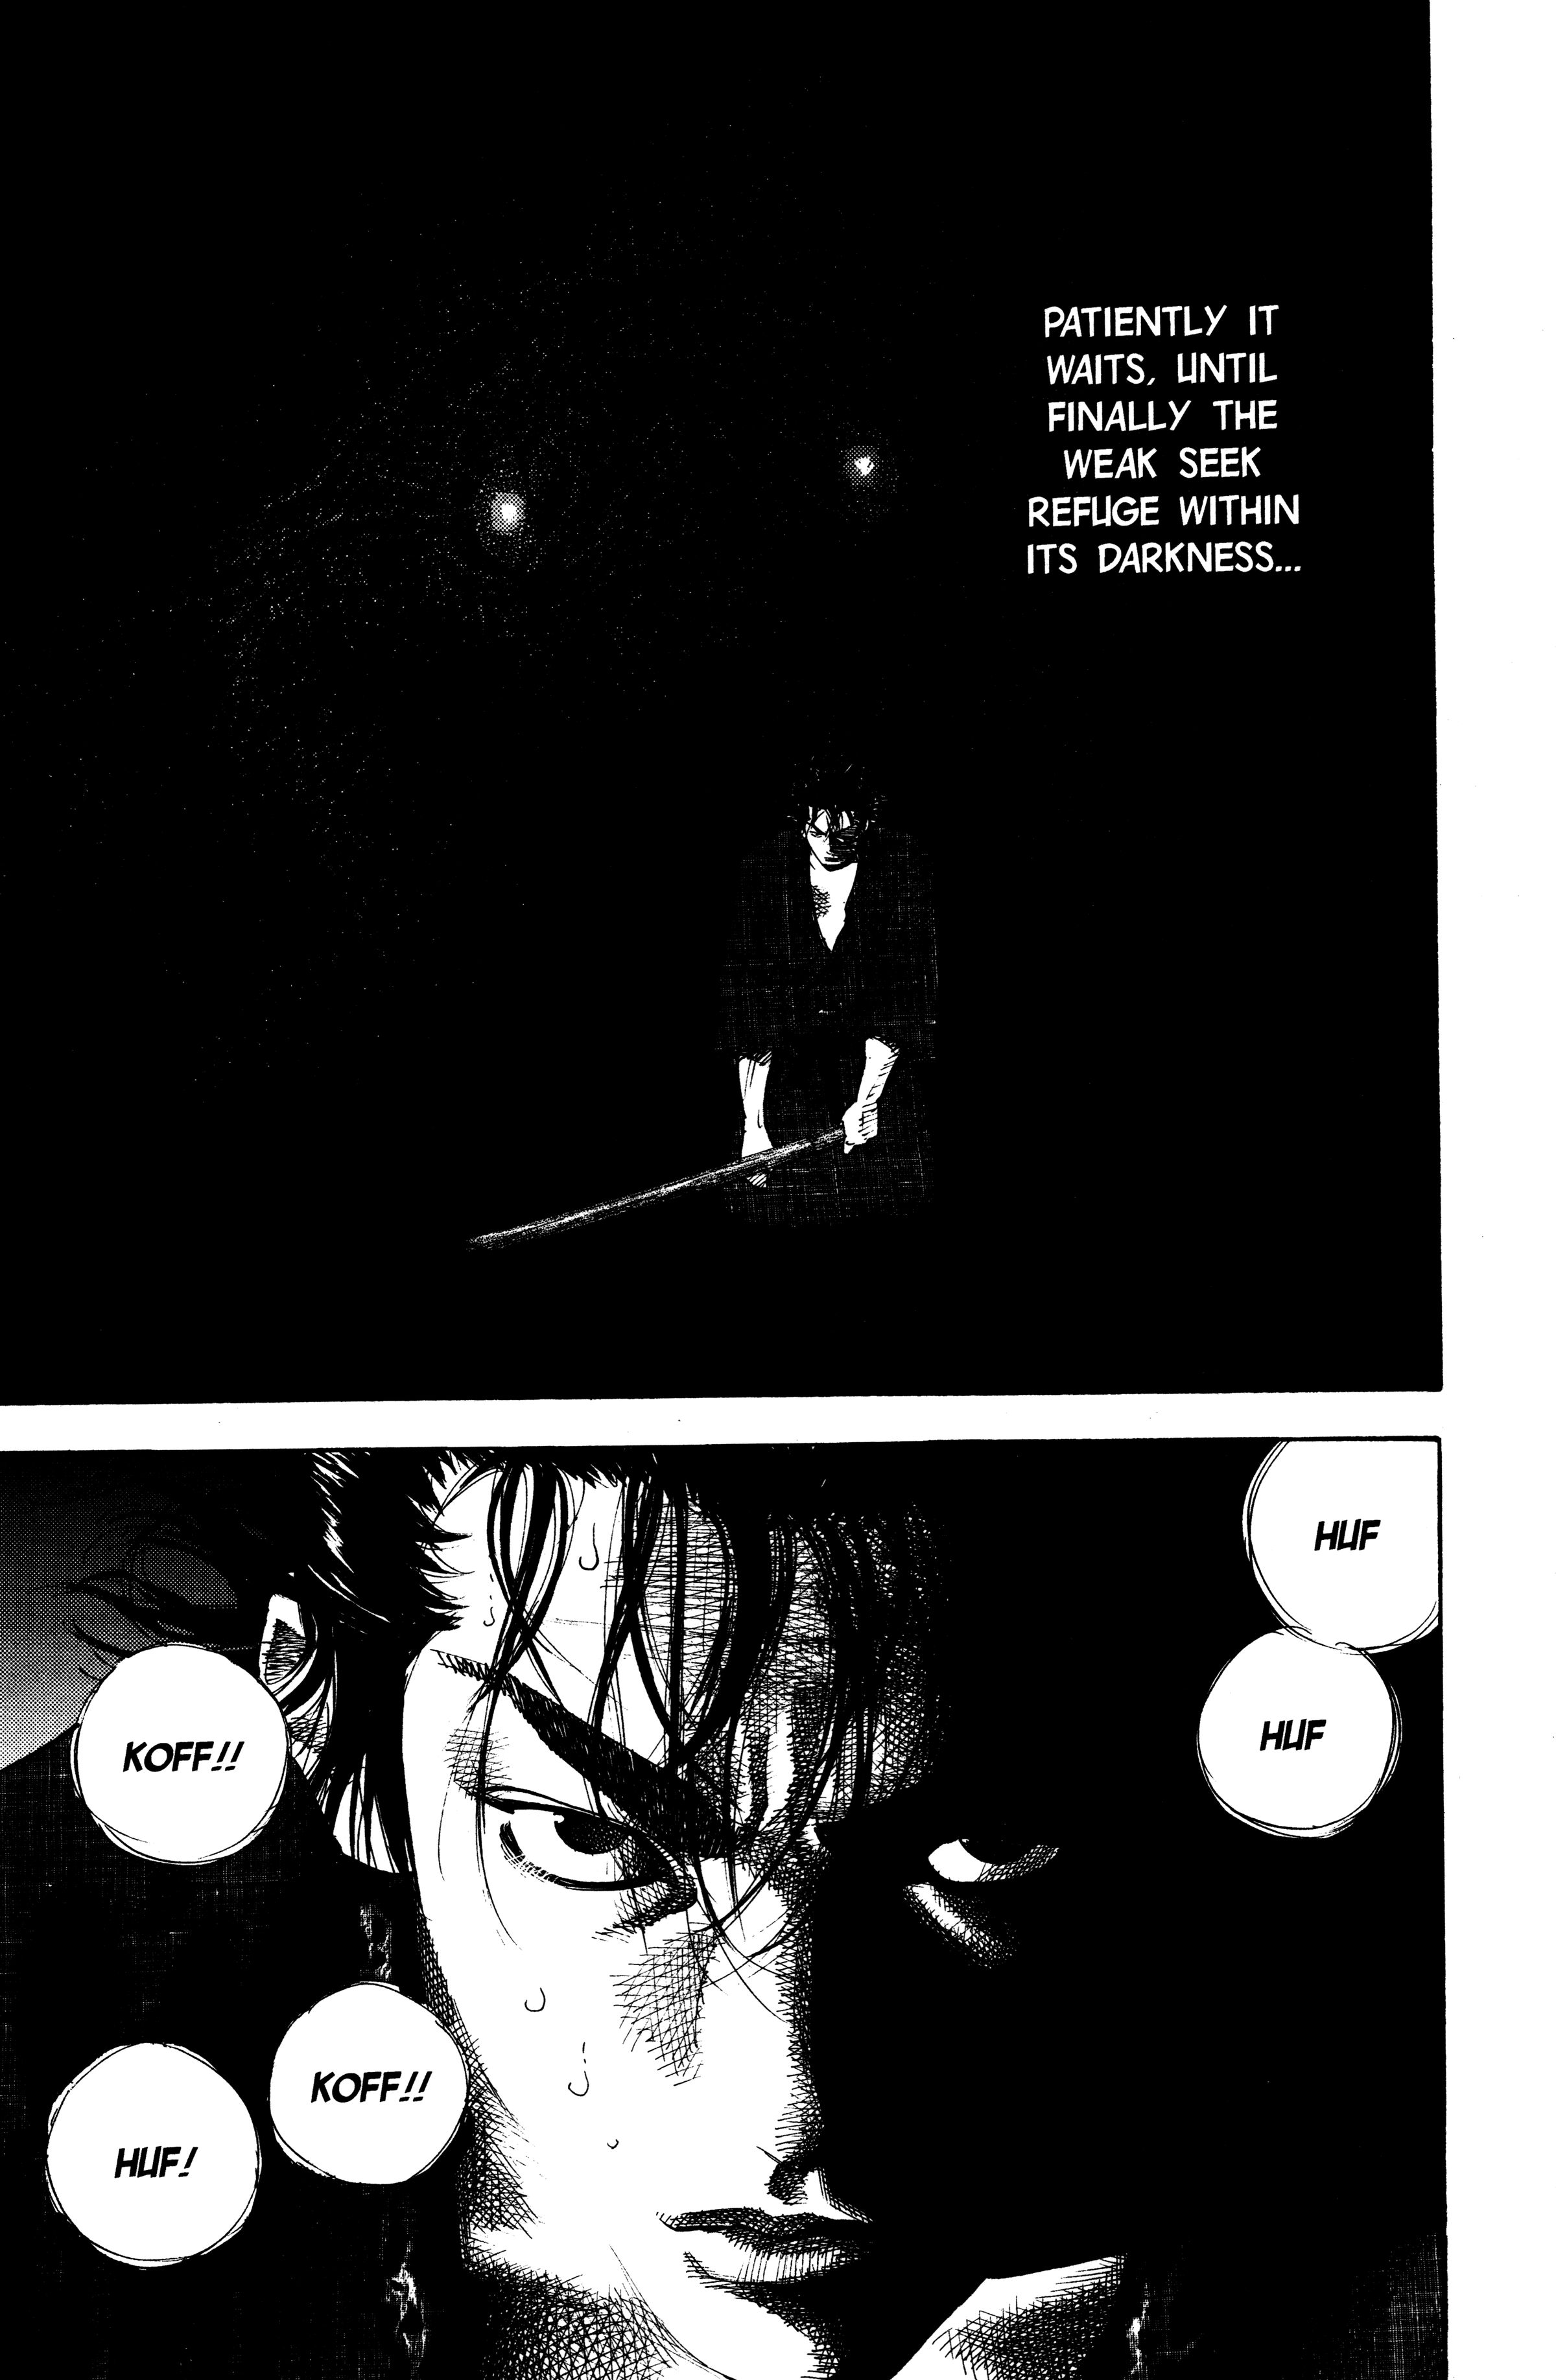 PATIENTLY IT
WAITS, UNTIL
FINALLY THE
WEAK SEEK
REFUGE WITHIN
ITS DARKNESS...
HUF
HUF
KOFF!!
KOFF!!
HUF!